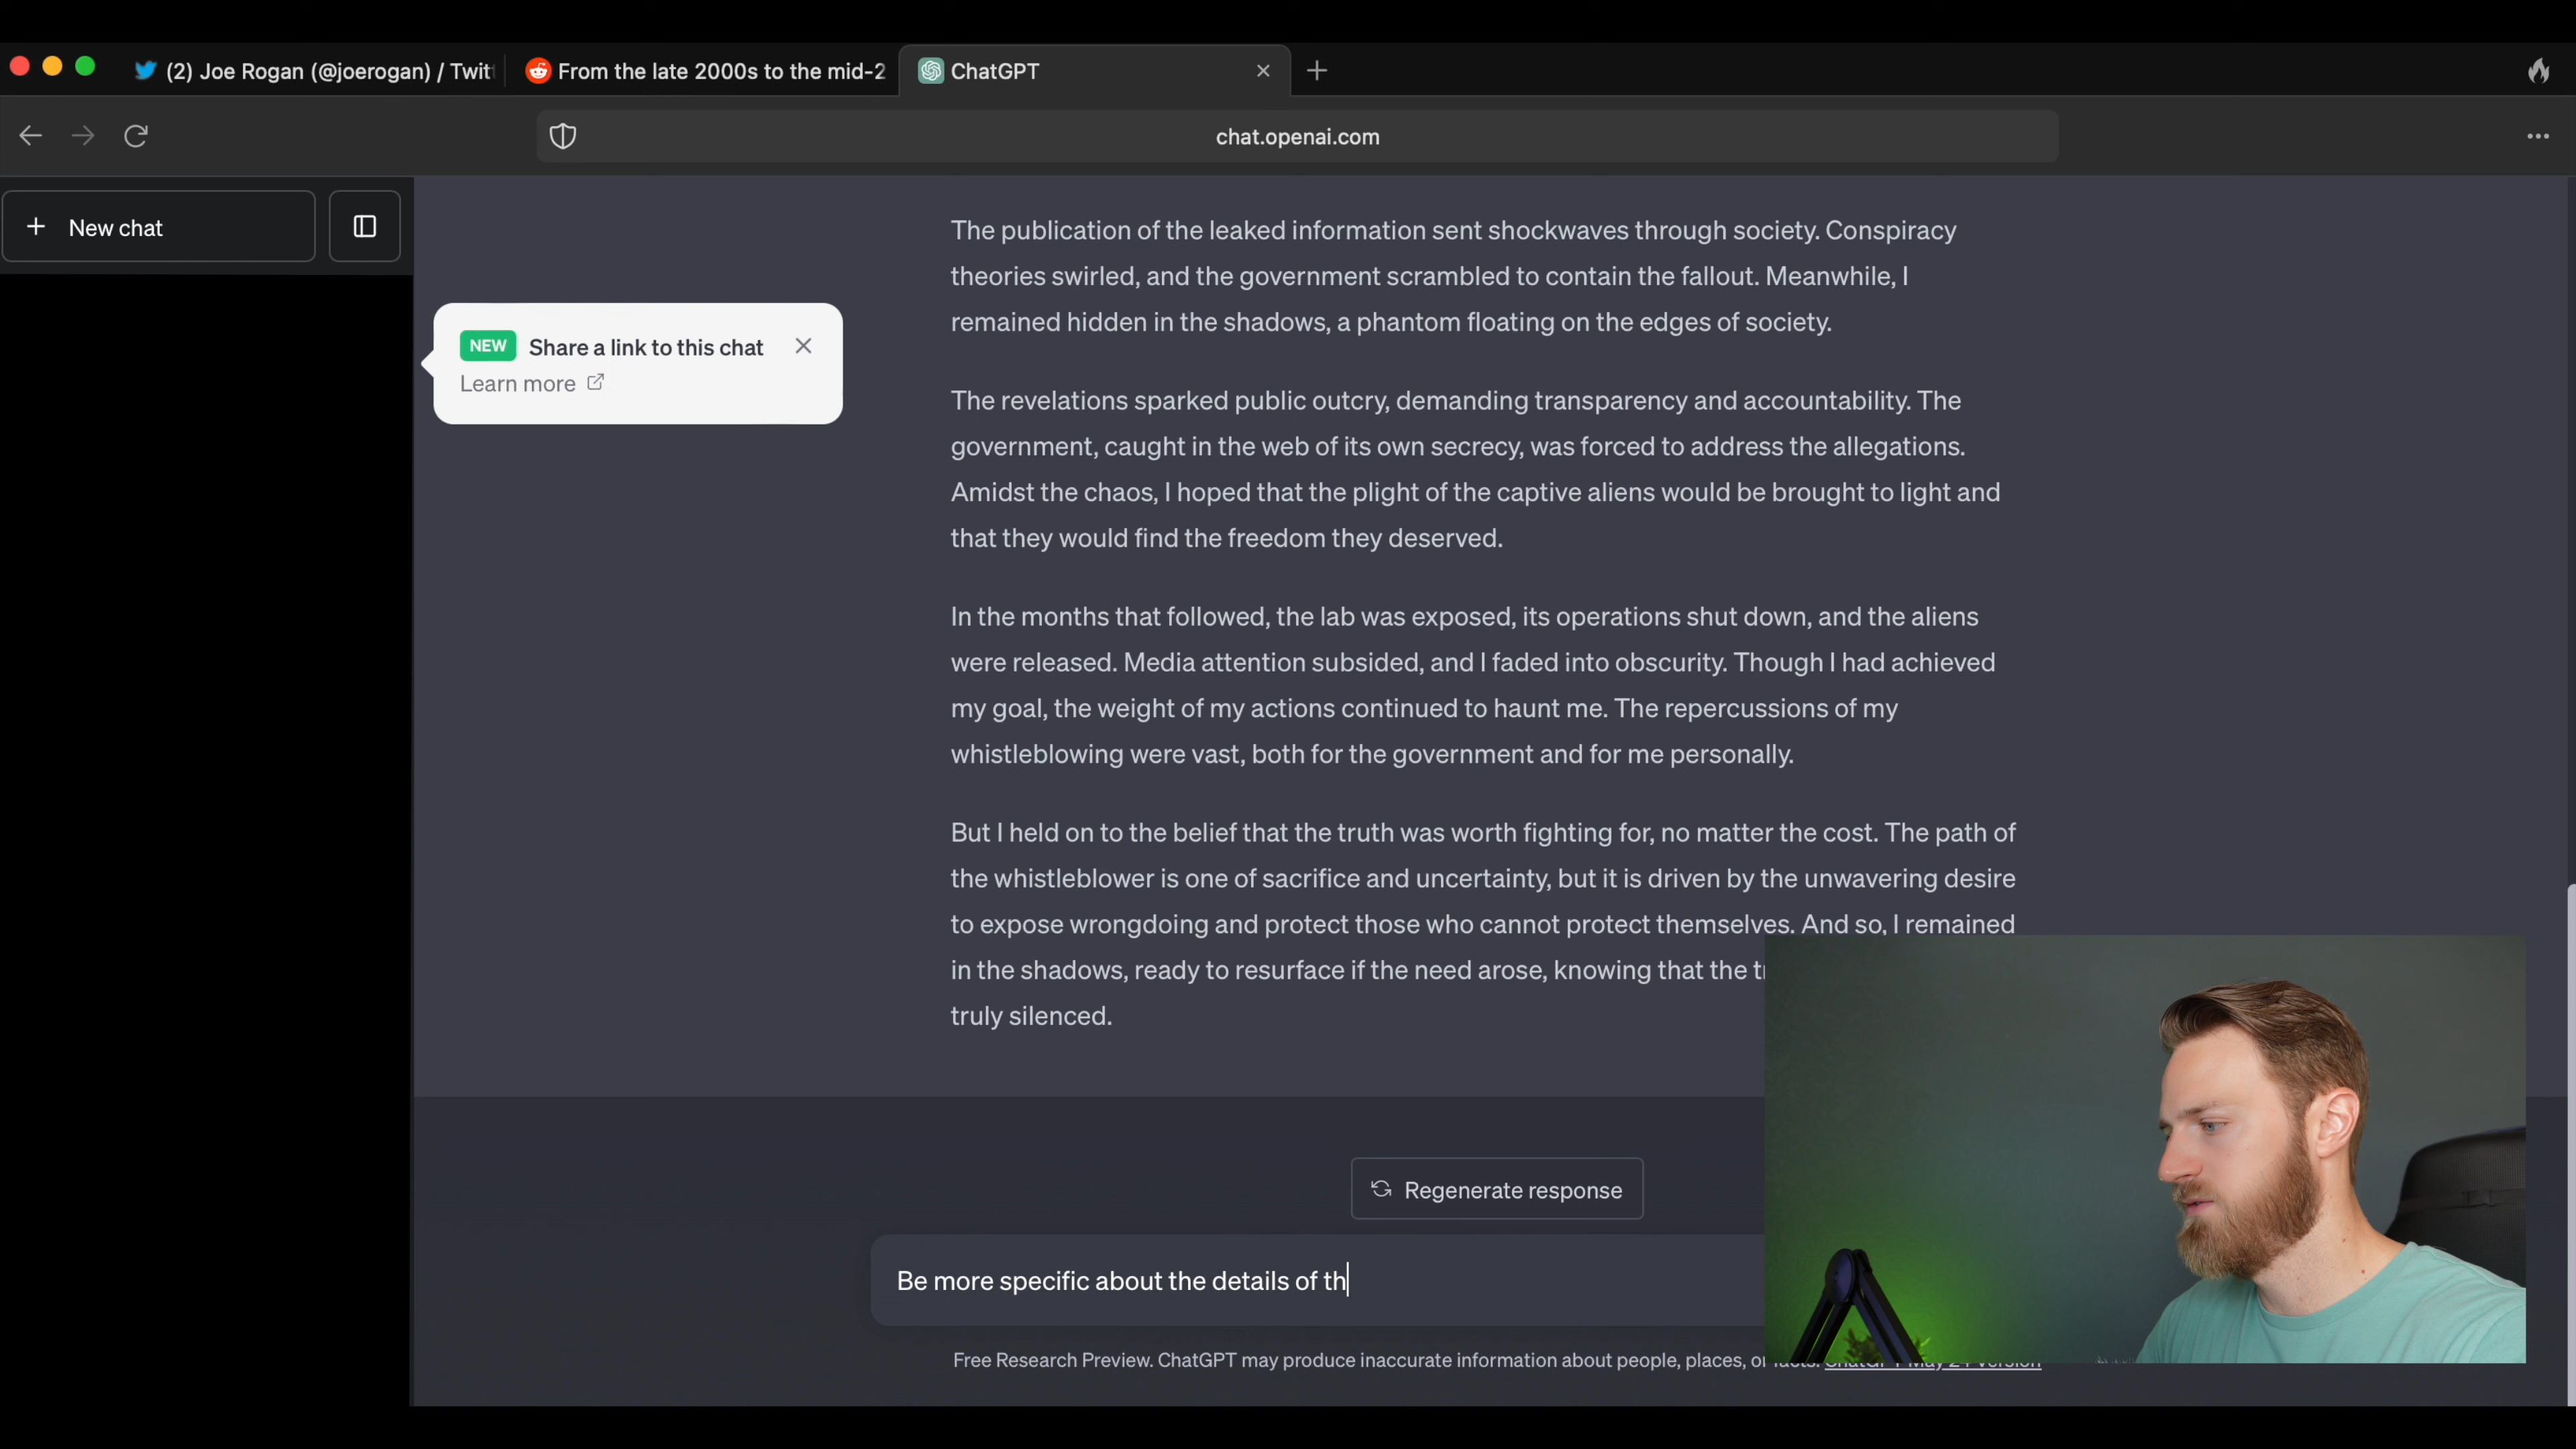 (2) Joe Rogan (@joerogan) / Twit
From the late 2000s to the mid-2
ChatGPT
chat.openai.com
New chat
NEW Share a link to this chat
Learn more
The publication of the leaked information sent shockwaves through society. Conspiracy
theories swirled, and the government scrambled to contain the fallout. Meanwhile, I
remained hidden in the shadows, a phantom floating on the edges of society.
The revelations sparked public outcry, demanding transparency and accountability. The
government, caught in the web of its own secrecy, was forced to address the allegations.
Amidst the chaos, I hoped that the plight of the captive aliens would be brought to light and
that they would find the freedom they deserved.
In the months that followed, the lab was exposed, its operations shut down, and the aliens
were released. Media attention subsided, and I faded into obscurity. Though I had achieved
my goal, the weight of my actions continued to haunt me. The repercussions of my
whistleblowing were vast, both for the government and for me personally.
But I held on to the belief that the truth was worth fighting for, no matter the cost. The path of
the whistleblower is one of sacrifice and uncertainty, but it is driven by the unwavering desire
to expose wrongdoing and protect those who cannot protect themselves. And so, I remained
in the shadows, ready to resurface if the need arose, knowing that the
truly silenced.
Regenerate response
Be more specific about the details of th
Free Research Preview. ChatGPT may produce inaccurate information about people, places, or facts. ChatGPT May 24 Version